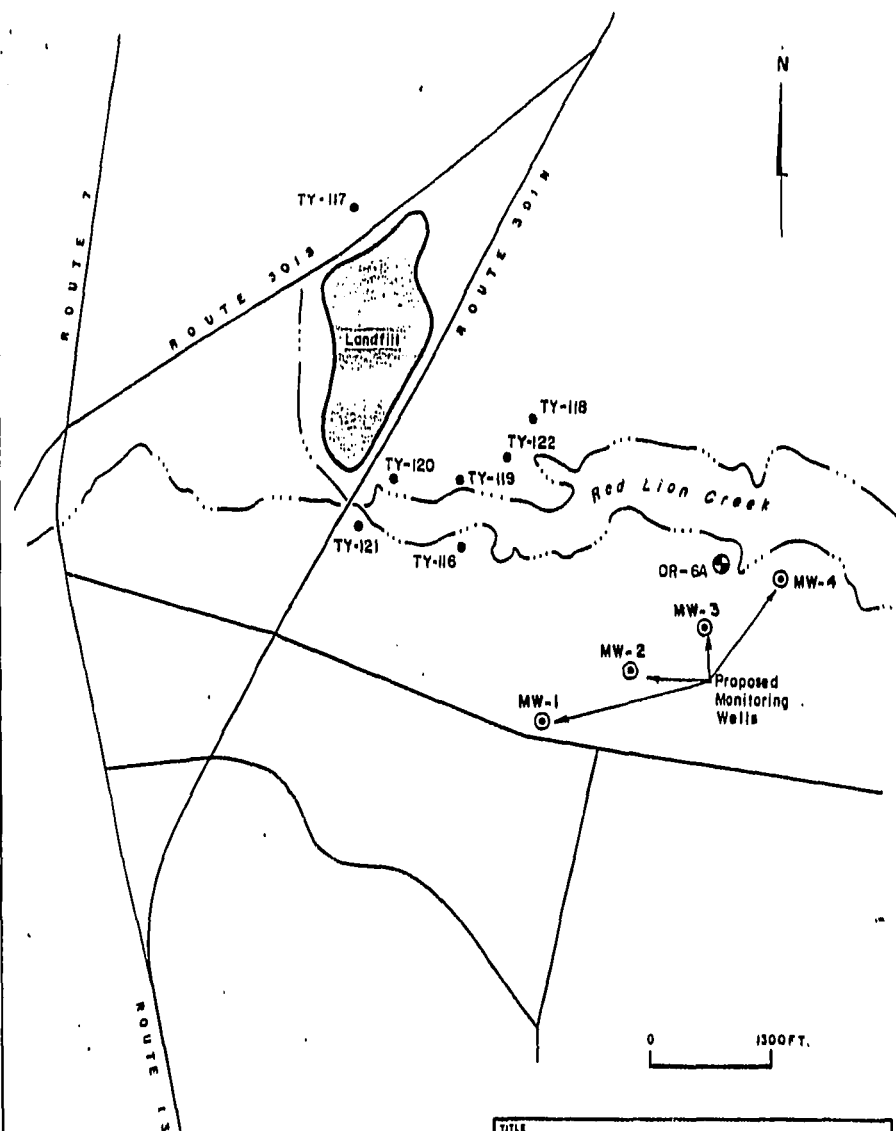 N
TY-117
ROUTE 7
ROUTE 301S
ROUTE 301N
Landfill
TY-118
TY-122
TY-120
TY-119
Red Lion Creek
TY-121
TY-116
OR-6A
MW-4
MW-3
MW-2
Proposed
Monitoring
Wells
MW-1
0 1300FT.
ROUTE 13
TITLE